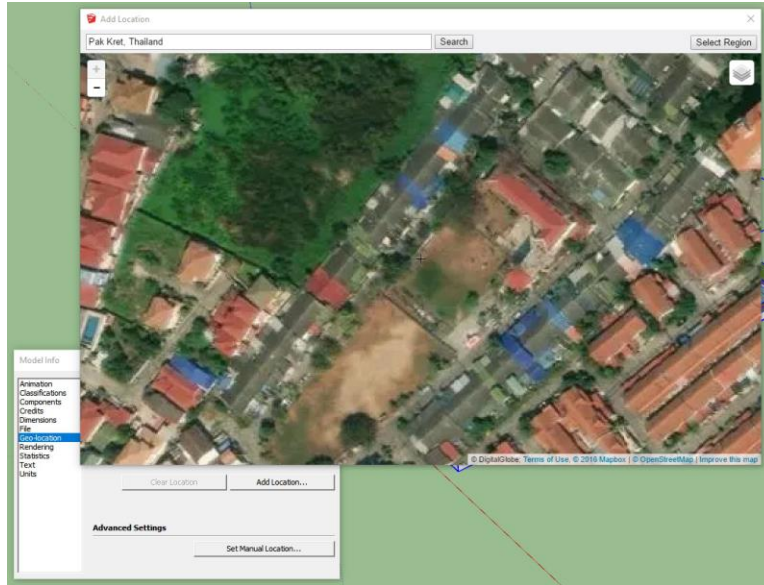 Add Location
Pak Kret, Thailand
Search
Select Region
+
-
© DigitalGlobe, Terms of Use, © 2016 Mapbox | © OpenStreetMap | Improve this map
Model Info
Animation
Classifications
Components
Credits
Dimensions
File
Geo-location
Rendering
Statistics
Text
Units
Clear Location
Add Location...
Advanced Settings
Set Manual Location...